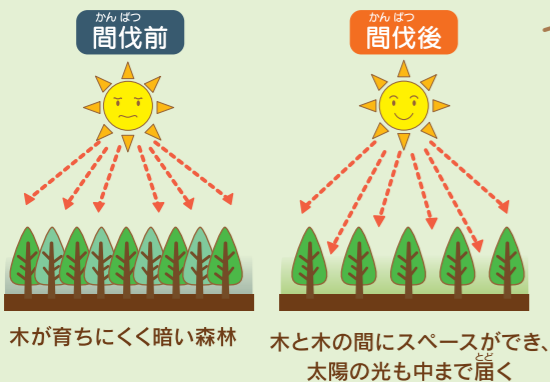 かんばつ
間伐前
かんばつ
間伐後
木が育ちにくく暗い森林
木と木の間にスペースができ、
とど
太陽の光も中まで届く